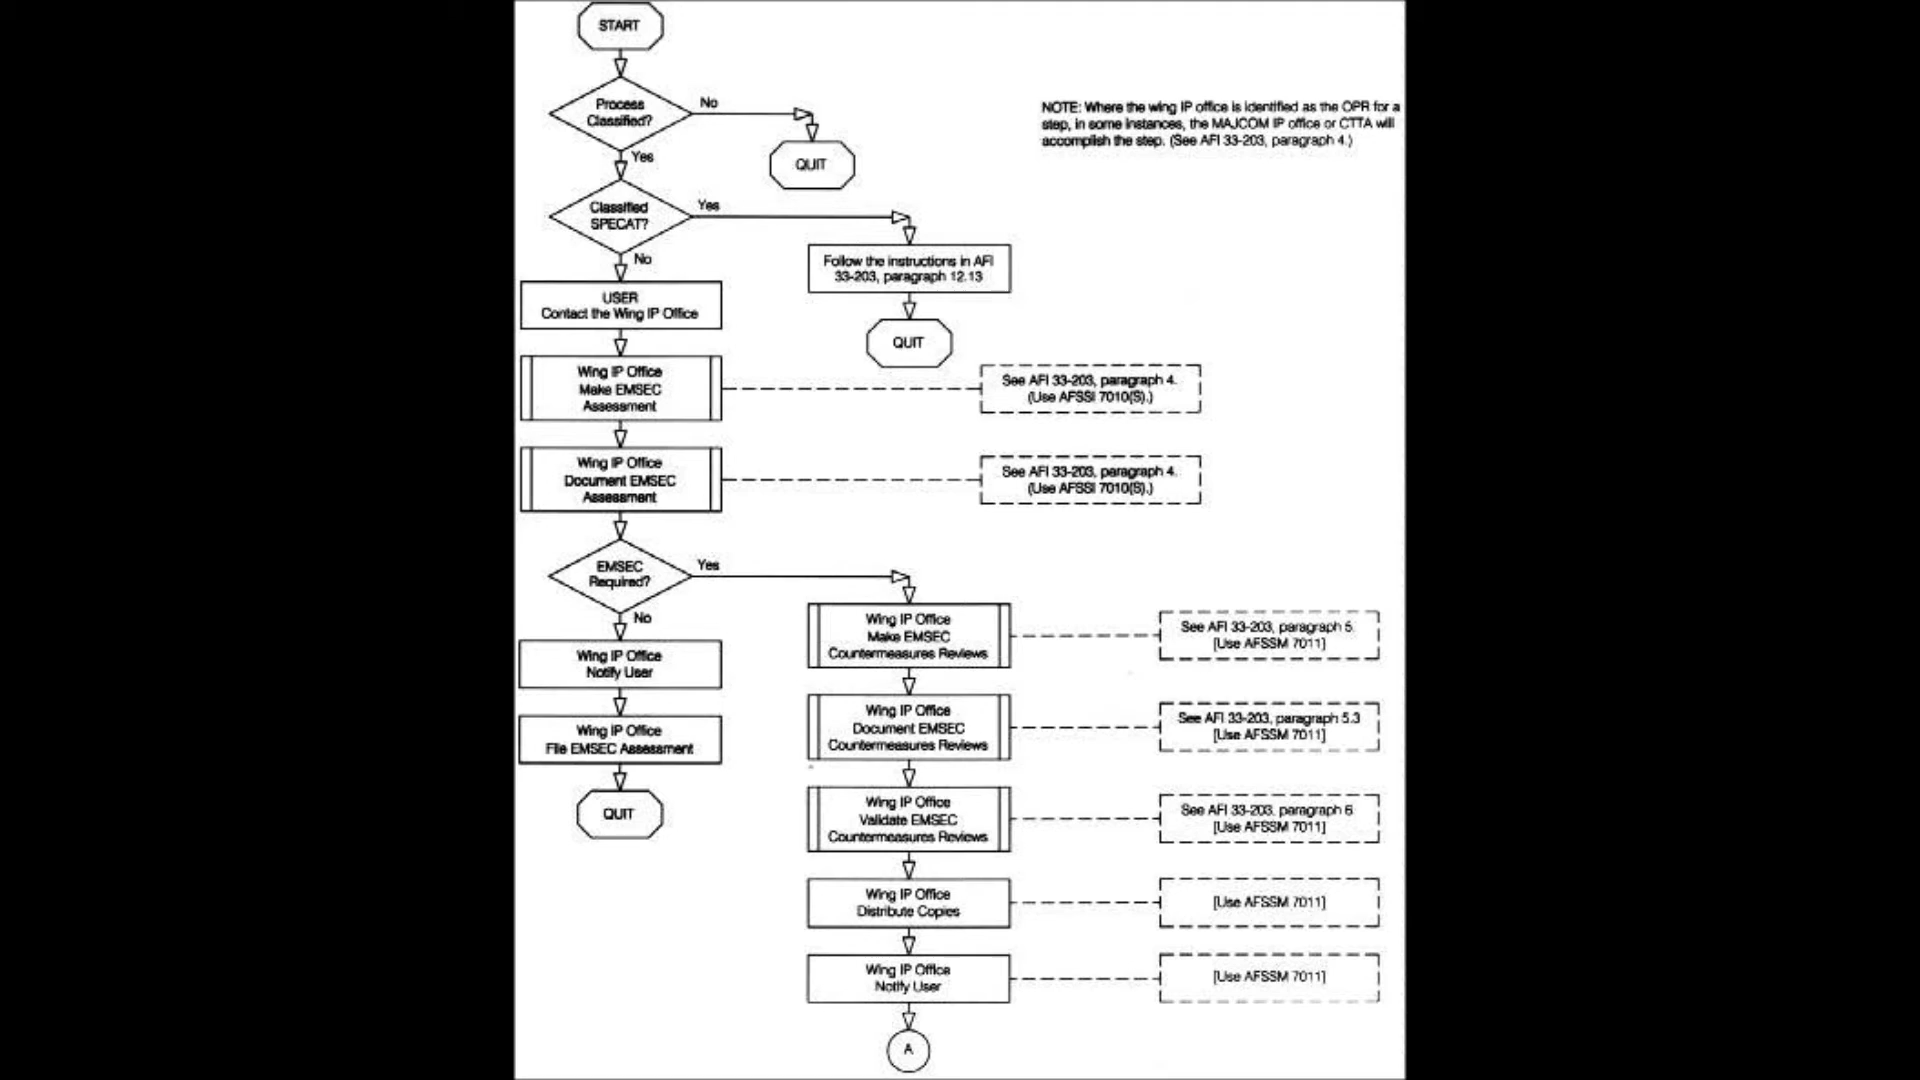 START
Process
Classified?
No
QUIT
NOTE: Where the wing IP office is identified as the OPR for a
step, in some instances, the MAJCOM IP office or CTTA will
accomplish the step. (See AFI 33-203, paragraph 4.)
Yes
Classified
SPECAT?
Yes
Follow the instructions in AFI
33-203, paragraph 12.13
QUIT
No
USER
Contact the Wing IP Office
Wing IP Office
Make EMSEC
Assessment
See AFI 33-203, paragraph 4.
(Use AFSSI 7010(S).)
Wing IP Office
Document EMSEC
Assessment
See AFI 33-203, paragraph 4.
(Use AFSSI 7010(S).)
EMSEC
Required?
Yes
No
Wing IP Office
Notify User
Wing IP Office
File EMSEC Assessment
QUIT
Wing IP Office
Make EMSEC
Countermeasures Reviews
See AFI 33-203, paragraph 5.
[Use AFSSM 7011]
Wing IP Office
Document EMSEC
Countermeasures Reviews
See AFI 33-203, paragraph 5.3
[Use AFSSM 7011]
Wing IP Office
Validate EMSEC
Countermeasures Reviews
See AFI 33-203. paragraph 6
[Use AFSSM 7011]
Wing IP Office
Distribute Copies
[Use AFSSM 7011]
Wing IP Office
Notify User
[Use AFSSM 7011]
A